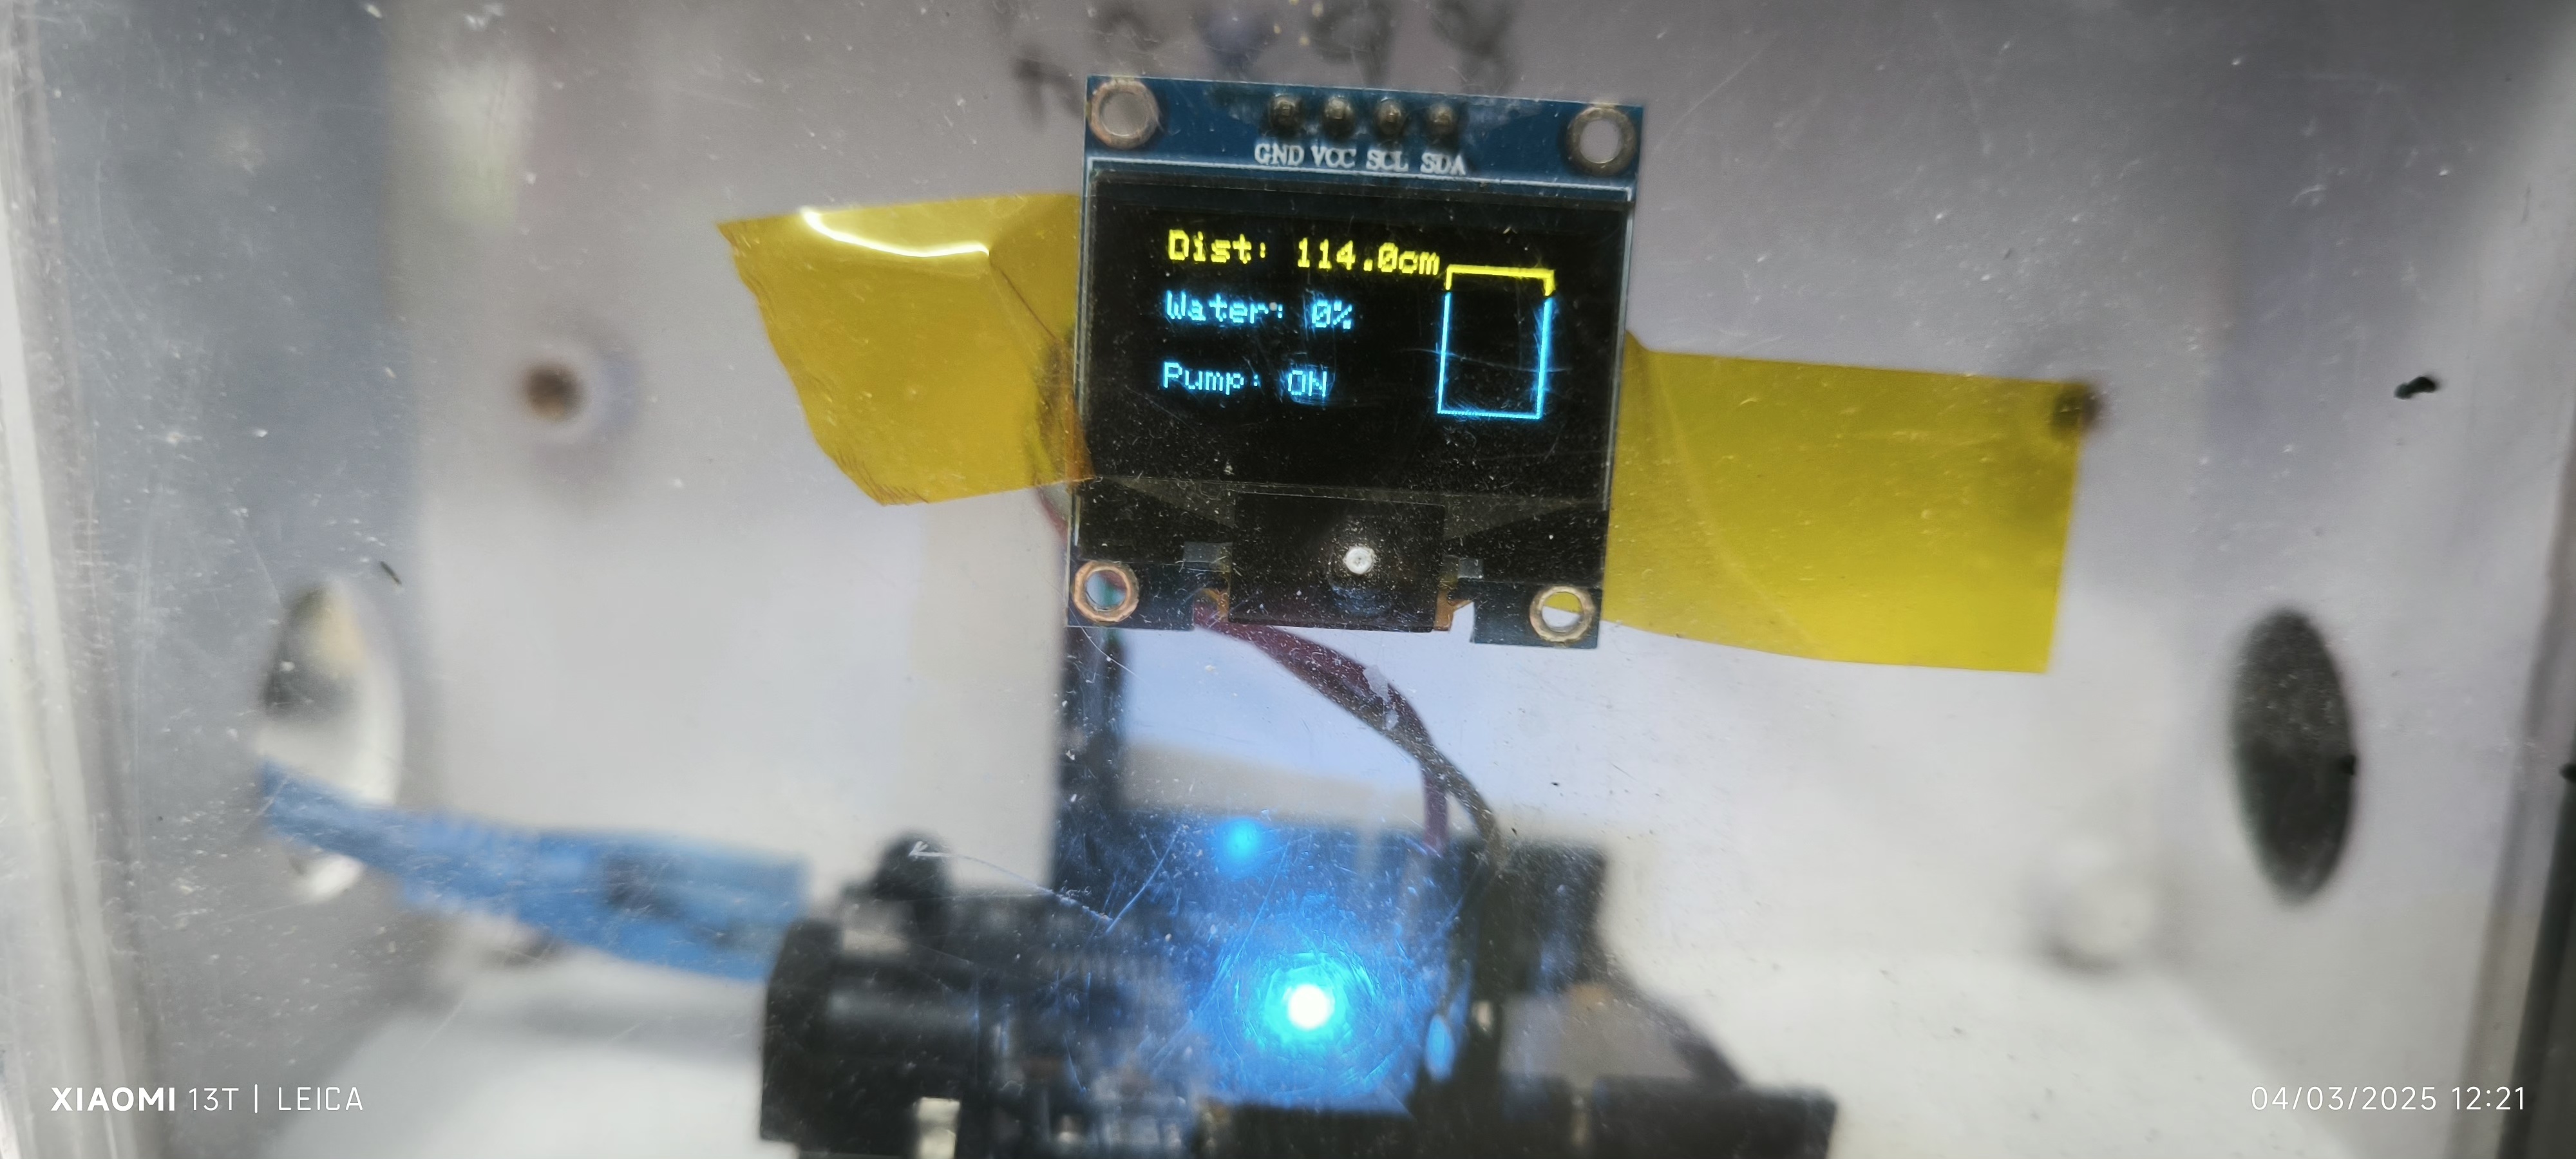 GND VCC SCL SDA
Dist: 114.0cm
Water: 0%
Pump: ON
XIAOMI 13T | LEICA
04/03/2025 12:21